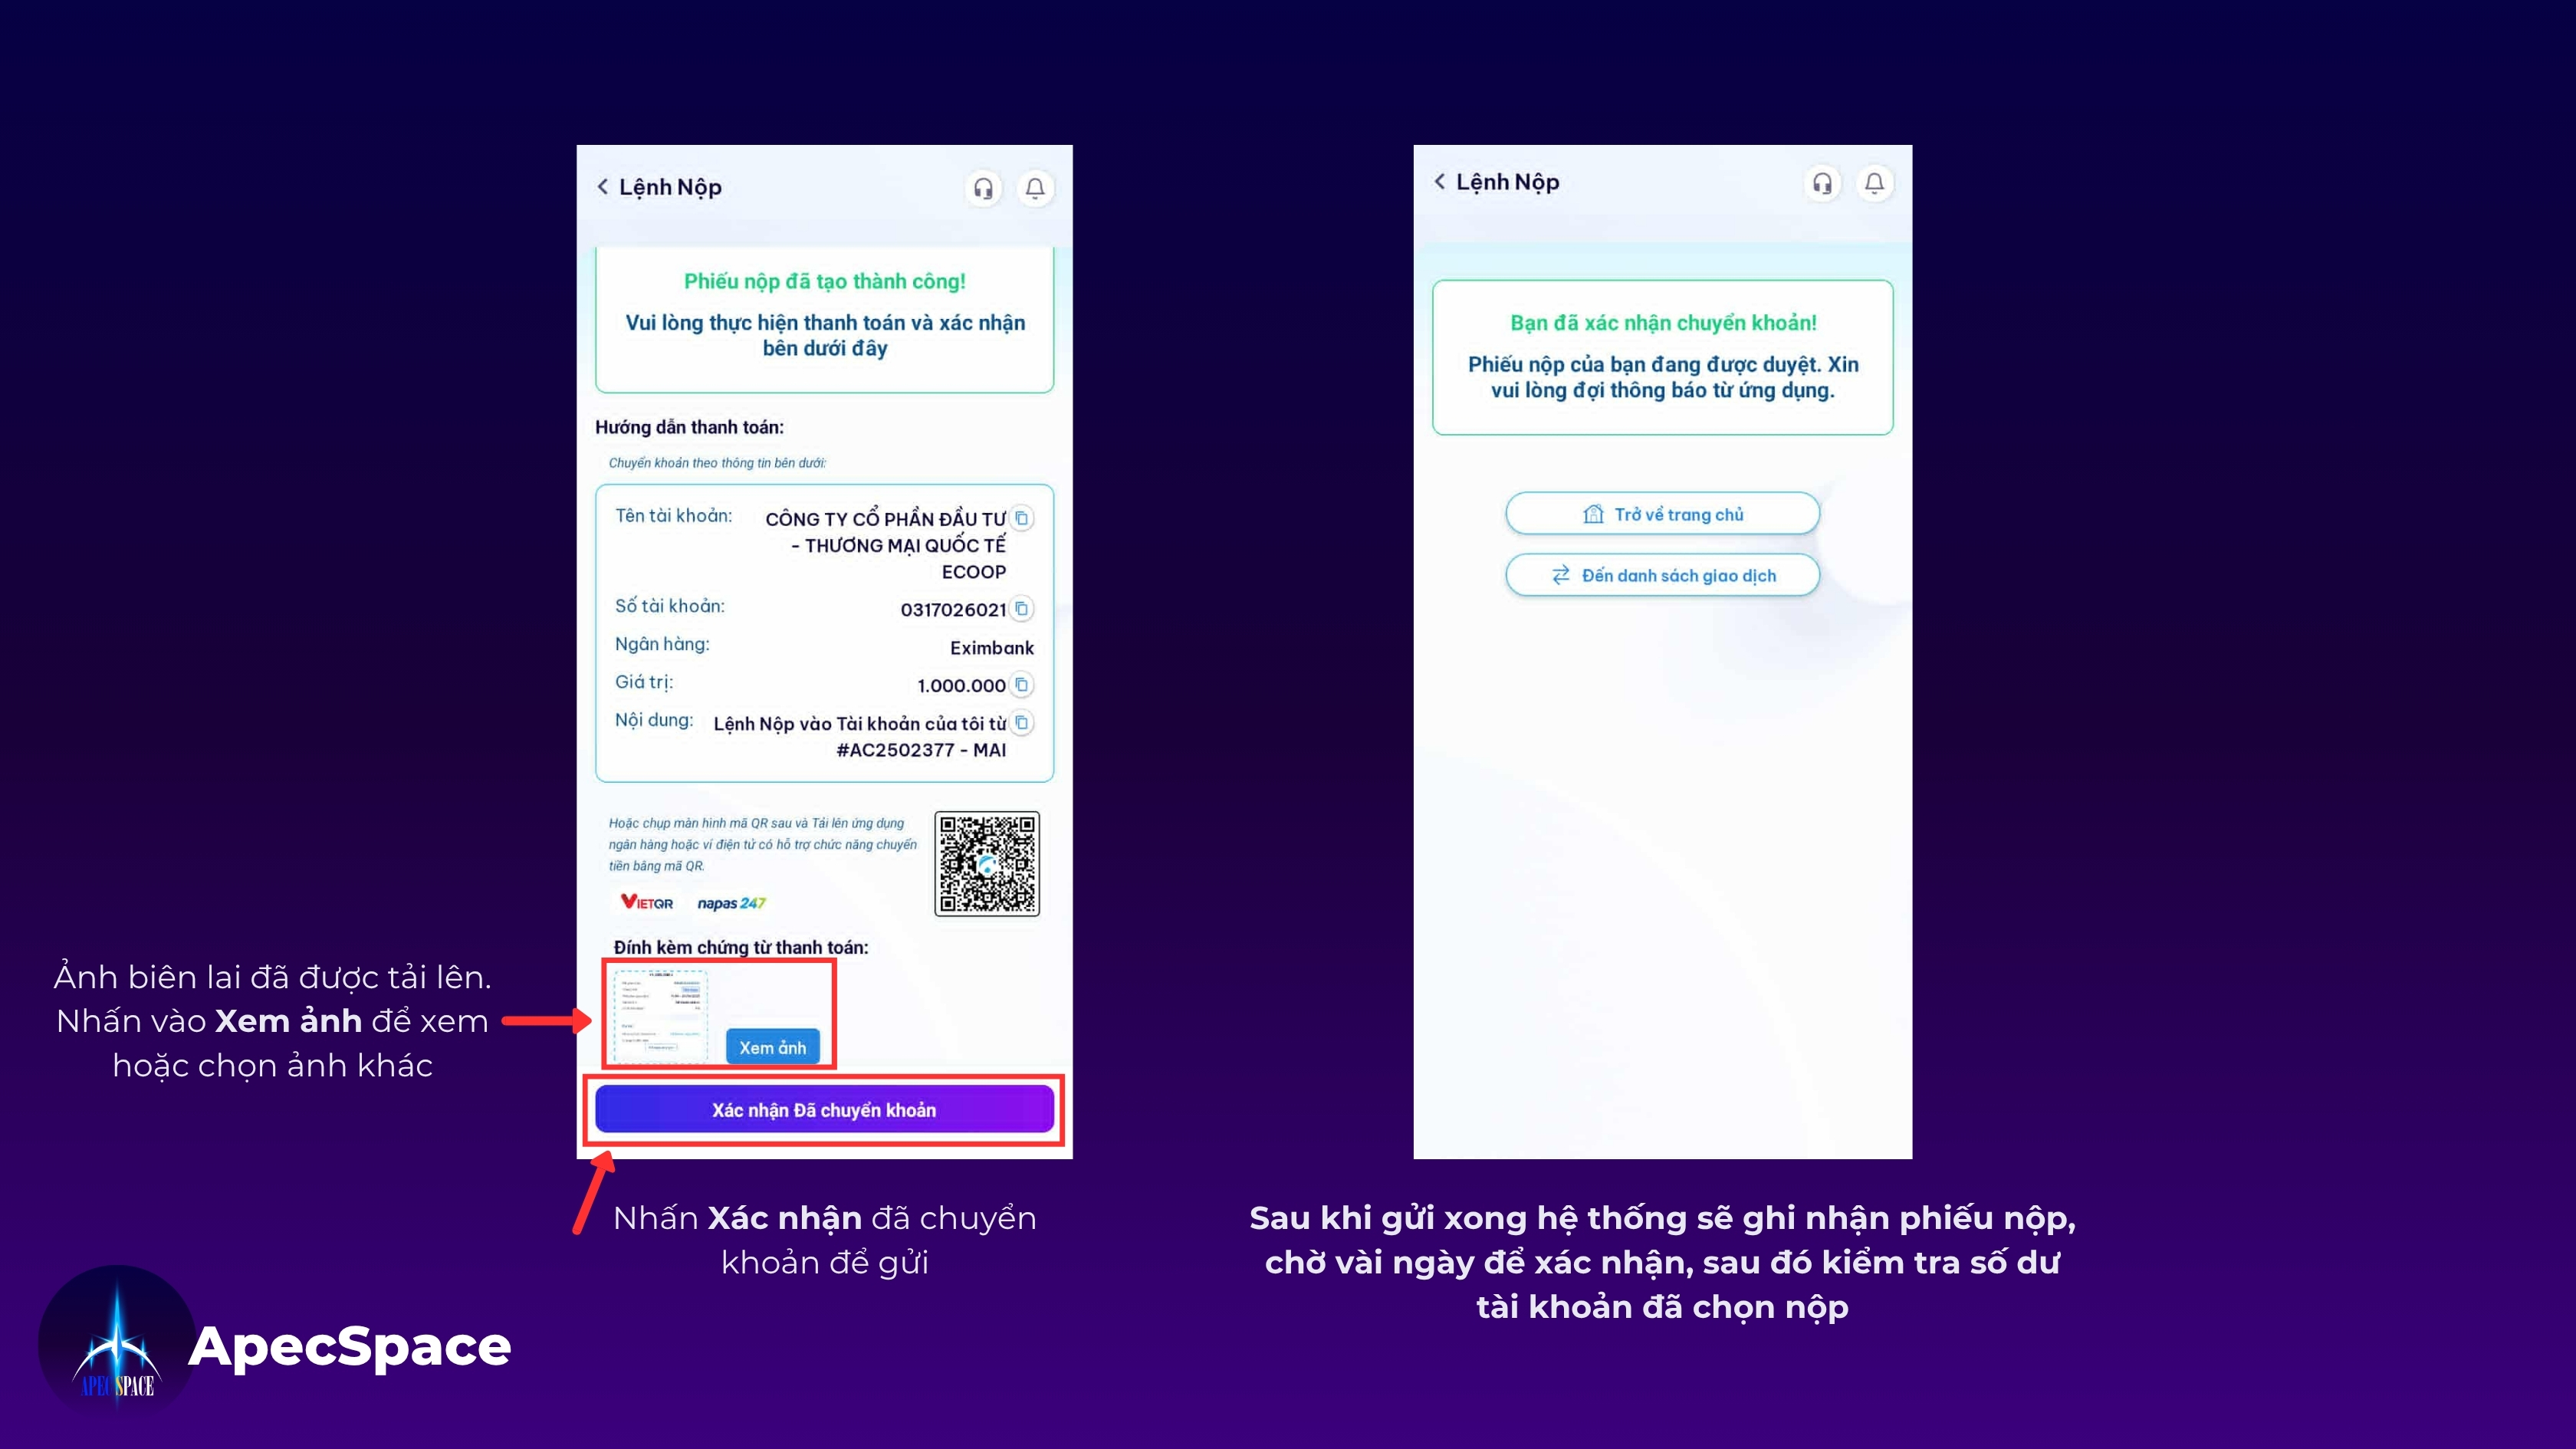 Lệnh Nộp
Phiếu nộp đã tạo thành công!
Vui lòng thực hiện thanh toán và xác nhận
bên dưới đây
Hướng dẫn thanh toán:
Chuyển khoản theo thông tin bên dưới:
Tên tài khoản: CÔNG TY CỔ PHẦN ĐẦU TƯ
- THƯƠNG MẠI QUỐC TẾ
ECOOP
Số tài khoản: 0317026021
Ngân hàng: Eximbank
Giá trị: 1.000.000
Nội dung: Lệnh Nộp vào Tài khoản của tôi từ
#AC2502377 - MAI
Hoặc chụp màn hình mã QR sau và Tải lên ứng dụng
ngân hàng hoặc ví điện tử có hỗ trợ chức năng chuyển
tiền bằng mã QR.
VIETQR napas 247
Đính kèm chứng từ thanh toán:
Xem ảnh
Xác nhận Đã chuyển khoản
Ảnh biên lai đã được tải lên.
Nhấn vào Xem ảnh để xem
hoặc chọn ảnh khác
Nhấn Xác nhận đã chuyển
khoản để gửi
Lệnh Nộp
Bạn đã xác nhận chuyển khoản!
Phiếu nộp của bạn đang được duyệt. Xin
vui lòng đợi thông báo từ ứng dụng.
Trở về trang chủ
Đến danh sách giao dịch
Sau khi gửi xong hệ thống sẽ ghi nhận phiếu nộp,
chờ vài ngày để xác nhận, sau đó kiểm tra số dư
tài khoản đã chọn nộp
APECSPACE
ApecSpace